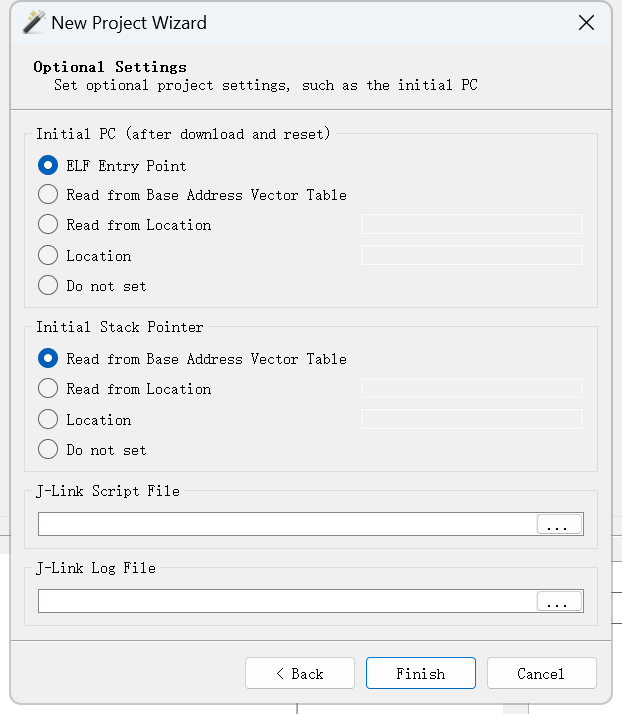 New Project Wizard
Optional Settings
Set optional project settings, such as the initial PC
Initial PC (after download and reset)
ELF Entry Point
Read from Base Address Vector Table
Read from Location
Location
Do not set
Initial Stack Pointer
Read from Base Address Vector Table
Read from Location
Location
Do not set
J-Link Script File
...
J-Link Log File
...
< Back
Finish
Cancel